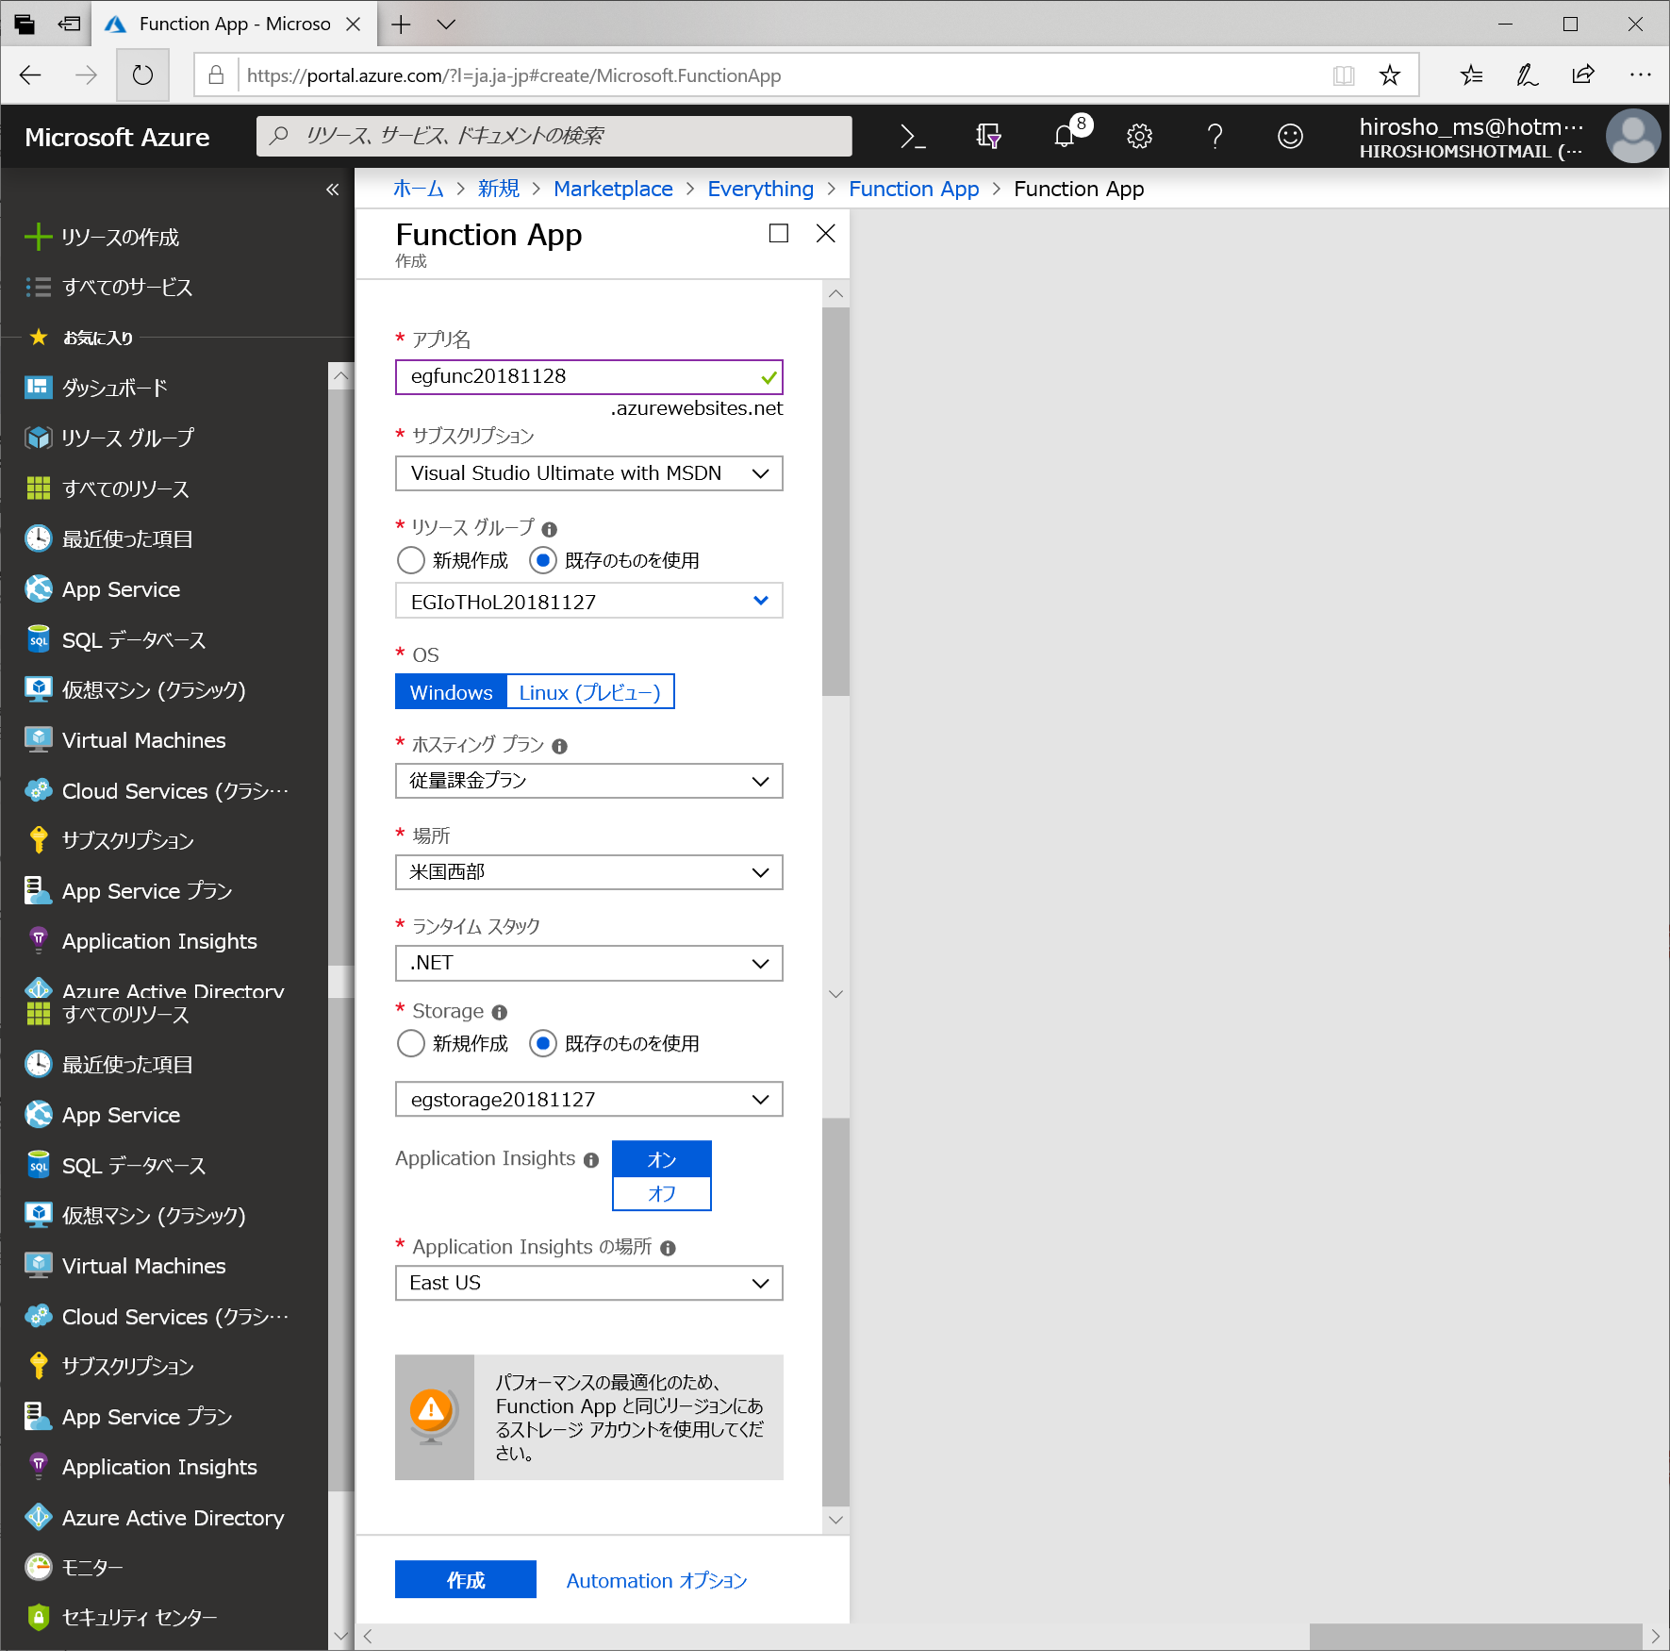 Function App - Microso
https://portal.azure.com/?l=ja.ja-jp#create/Microsoft.FunctionApp
Microsoft Azure
リソース、サービス、ドキュメントの検索
8
hirosho_ms@hotm···
HIROSHOMSHOTMAIL (···
ホーム > 新規 > Marketplace > Everything > Function App > Function App
リソースの作成
すべてのサービス
お気に入り
ダッシュボード
リソース グループ
すべてのリソース
最近使った項目
App Service
SQL データベース
仮想マシン (クラシック)
Virtual Machines
Cloud Services (クラシ···
サブスクリプション
App Service プラン
Application Insights
Azure Active Directory
すべてのリソース
最近使った項目
App Service
SQL データベース
仮想マシン (クラシック)
Virtual Machines
Cloud Services (クラシ···
サブスクリプション
App Service プラン
Application Insights
Azure Active Directory
モニター
セキュリティ センター
Function App
作成
* アプリ名
egfunc20181128
.azurewebsites.net
* サブスクリプション
Visual Studio Ultimate with MSDN
* リソース グループ
新規作成 既存のものを使用
EGIoTHoL20181127
* OS
Windows Linux (プレビュー)
* ホスティング プラン
従量課金プラン
* 場所
米国西部
* ランタイム スタック
.NET
* Storage
新規作成 既存のものを使用
egstorage20181127
Application Insights オン
オフ
* Application Insights の場所
East US
パフォーマンスの最適化のため、
Function App と同じリージョンにあ
るストレージ アカウントを使用してくだ
さい。
作成 Automation オプション